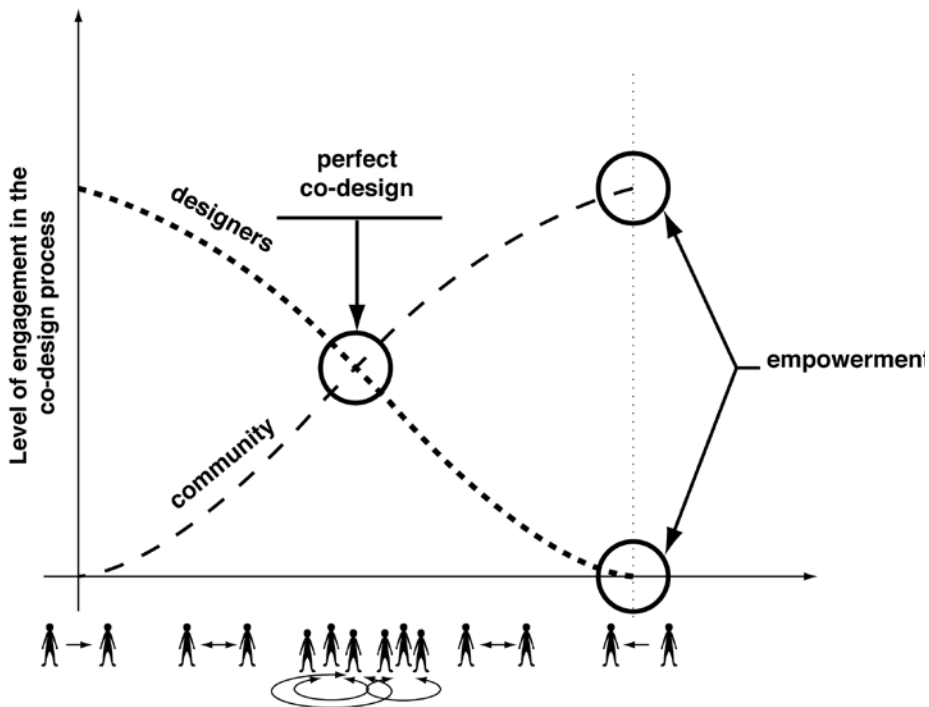 perfect
co-design
designers
Level of engagement in the
co-design process
empowerment
community